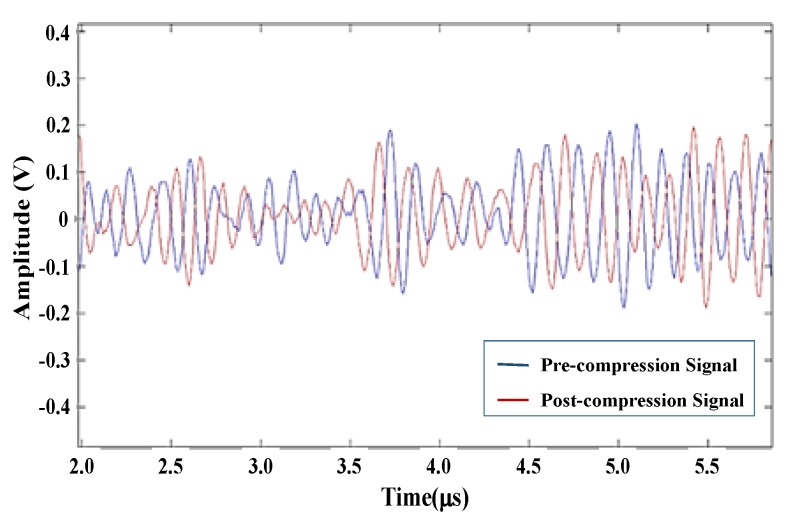 0.4
0.3
0.2
0.1
0
-0.1
-0.2
-0.3
-0.4
Amplitude (V)
Pre-compression Signal
Post-compression Signal
2.0 2.5 3.0 3.5 4.0 4.5 5.0 5.5
Time(μs)